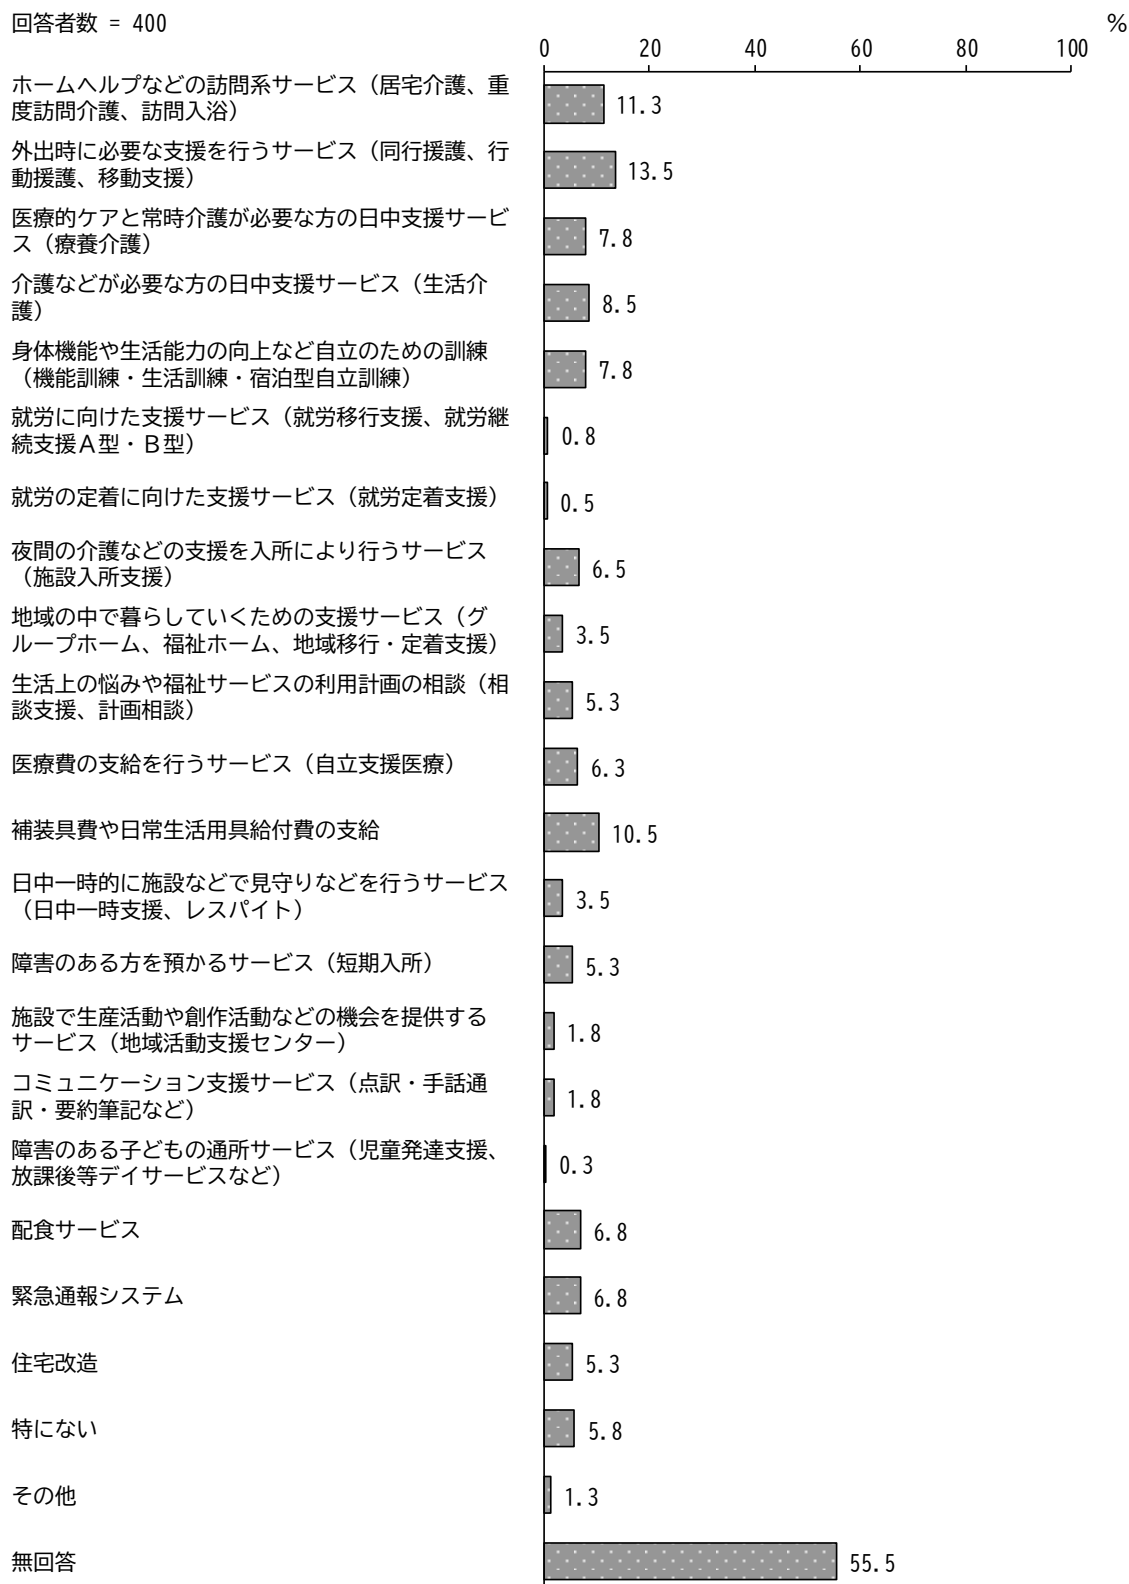 回答者数 = 400
%
0 20 40 60 80 100
ホームヘルプなどの訪問系サービス（居宅介護、重
度訪問介護、訪問入浴）
11.3
外出時に必要な支援を行うサービス（同行援護、行
動援護、移動支援）
13.5
医療的ケアと常時介護が必要な方の日中支援サービ
ス（療養介護）
7.8
介護などが必要な方の日中支援サービス（生活介
護）
8.5
身体機能や生活能力の向上など自立のための訓練
（機能訓練・生活訓練・宿泊型自立訓練）
7.8
就労に向けた支援サービス（就労移行支援、就労継
続支援Ａ型・Ｂ型）
0.8
就労の定着に向けた支援サービス（就労定着支援）
0.5
夜間の介護などの支援を入所により行うサービス
（施設入所支援）
6.5
地域の中で暮らしていくための支援サービス（グ
ループホーム、福祉ホーム、地域移行・定着支援）
3.5
生活上の悩みや福祉サービスの利用計画の相談（相
談支援、計画相談）
5.3
医療費の支給を行うサービス（自立支援医療）
6.3
補装具費や日常生活用具給付費の支給
10.5
日中一時的に施設などで見守りなどを行うサービス
（日中一時支援、レスパイト）
3.5
障害のある方を預かるサービス（短期入所）
5.3
施設で生産活動や創作活動などの機会を提供する
サービス（地域活動支援センター）
1.8
コミュニケーション支援サービス（点訳・手話通
訳・要約筆記など）
1.8
障害のある子どもの通所サービス（児童発達支援、
放課後等デイサービスなど）
0.3
配食サービス
6.8
緊急通報システム
6.8
住宅改造
5.3
特にない
5.8
その他
1.3
無回答
55.5